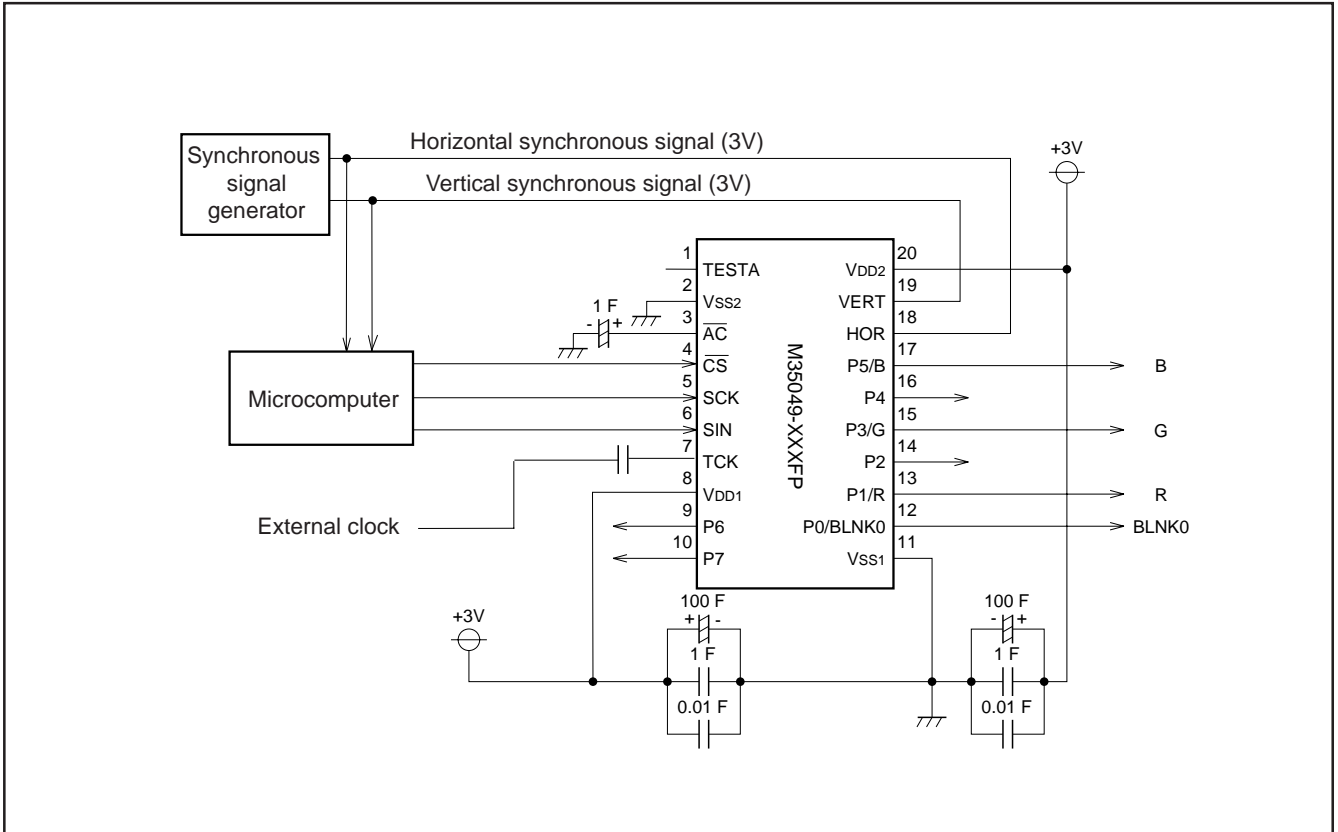 Horizontal synchronous signal (3V)
Vertical synchronous signal (3V)
Synchronous
signal
generator
Microcomputer
External clock
+3V
1 F
- +
1 TESTA
2 VSS2
3 AC
4 CS
5 SCK
6 SIN
7 TCK
8 VDD1
9 P6
10 P7
M35049-XXXFP
20 VDD2
19 VERT
18 HOR
17 P5/B B
16 P4
15 P3/G G
14 P2
13 P1/R R
12 P0/BLNK0 BLNK0
11 VSS1
+3V
100 F
+ -
1 F
0.01 F
100 F
- +
1 F
0.01 F